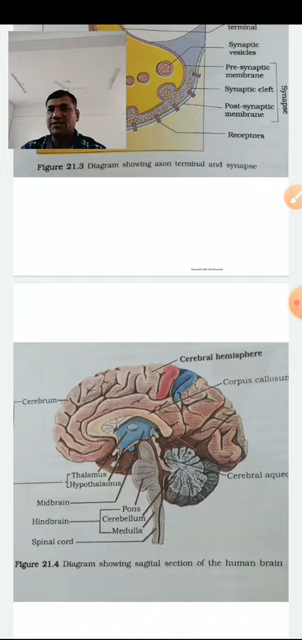 terminal
Synaptic
vesicles
Pre-synaptic
membrane
Synaptic cleft
Post-synaptic
membrane
Receptors
Synapse
Figure 21.3 Diagram showing axon terminal and synapse
Cerebral hemisphere
Corpus callosur
Cerebrum
Thalamus
Hypothalamus
Cerebral aqued
Midbrain
Pons
Hindbrain
Cerebellum
Medulla
Spinal cord
Figure 21.4 Diagram showing sagital section of the human brain